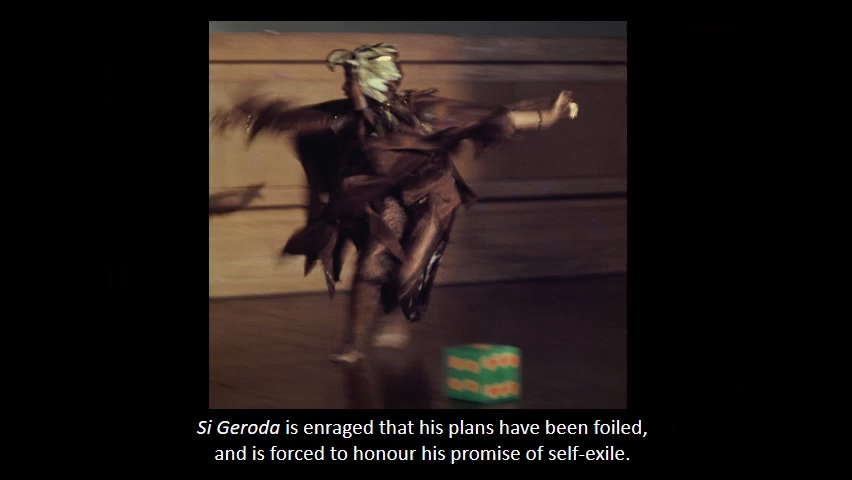 Si Geroda is enraged that his plans have been foiled,
and is forced to honour his promise of self-exile.